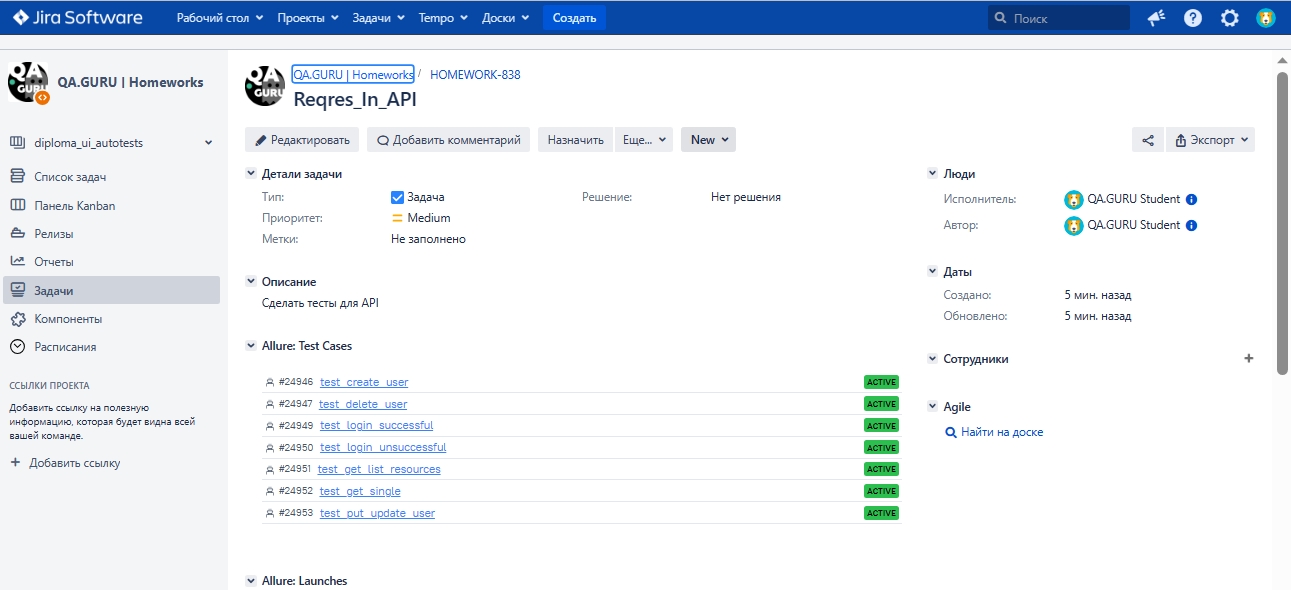 Jira Software Рабочий стол Проекты Задачи Tempo Доски Создать Поиск
QA.GURU | Homeworks
diploma_ui_autotests
Список задач
Панель Kanban
Релизы
Отчеты
Задачи
Компоненты
Расписания
ССЫЛКИ ПРОЕКТА
Добавить ссылку на полезную
информацию, которая будет видна всей
вашей команде.
+ Добавить ссылку
QA.GURU | Homeworks / HOMEWORK-838
Reqres_In_API
Редактировать Добавить комментарий Назначить Еще... New Экспорт
Детали задачи
Тип: Задача Решение: Нет решения
Приоритет: Medium
Метки: Не заполнено
Описание
Сделать тесты для API
Allure: Test Cases
#24946 test_create_user ACTIVE
#24947 test_delete_user ACTIVE
#24949 test_login_successful ACTIVE
#24950 test_login_unsuccessful ACTIVE
#24951 test_get_list_resources ACTIVE
#24952 test_get_single ACTIVE
#24953 test_put_update_user ACTIVE
Allure: Launches
Люди
Исполнитель: QA.GURU Student
Автор: QA.GURU Student
Даты
Создано: 5 мин. назад
Обновлено: 5 мин. назад
Сотрудники
Agile
Найти на доске